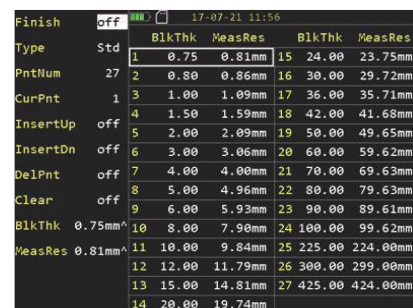 17-07-21 11:56
Finish off
Type Std
PntNum 27
CurPnt 1
InsertUp off
InsertDn off
DelPnt off
Clear off
BlkThk 0.75mm^
MeasRes 0.81mm^
BlkThk MeasRes BlkThk MeasRes
1 0.75 0.81mm 15 24.00 23.75mm
2 0.80 0.86mm 16 30.00 29.72mm
3 1.00 1.09mm 17 36.00 35.71mm
4 1.50 1.59mm 18 42.00 41.68mm
5 2.00 2.09mm 19 50.00 49.65mm
6 3.00 3.06mm 20 60.00 59.62mm
7 4.00 4.00mm 21 70.00 69.63mm
8 5.00 4.96mm 22 80.00 79.63mm
9 6.00 5.93mm 23 90.00 89.61mm
10 8.00 7.90mm 24 100.00 99.62mm
11 10.00 9.84mm 25 225.00 224.00mm
12 12.00 11.79mm 26 300.00 299.00mm
13 15.00 14.81mm 27 425.00 424.00mm
14 20.00 19.74mm